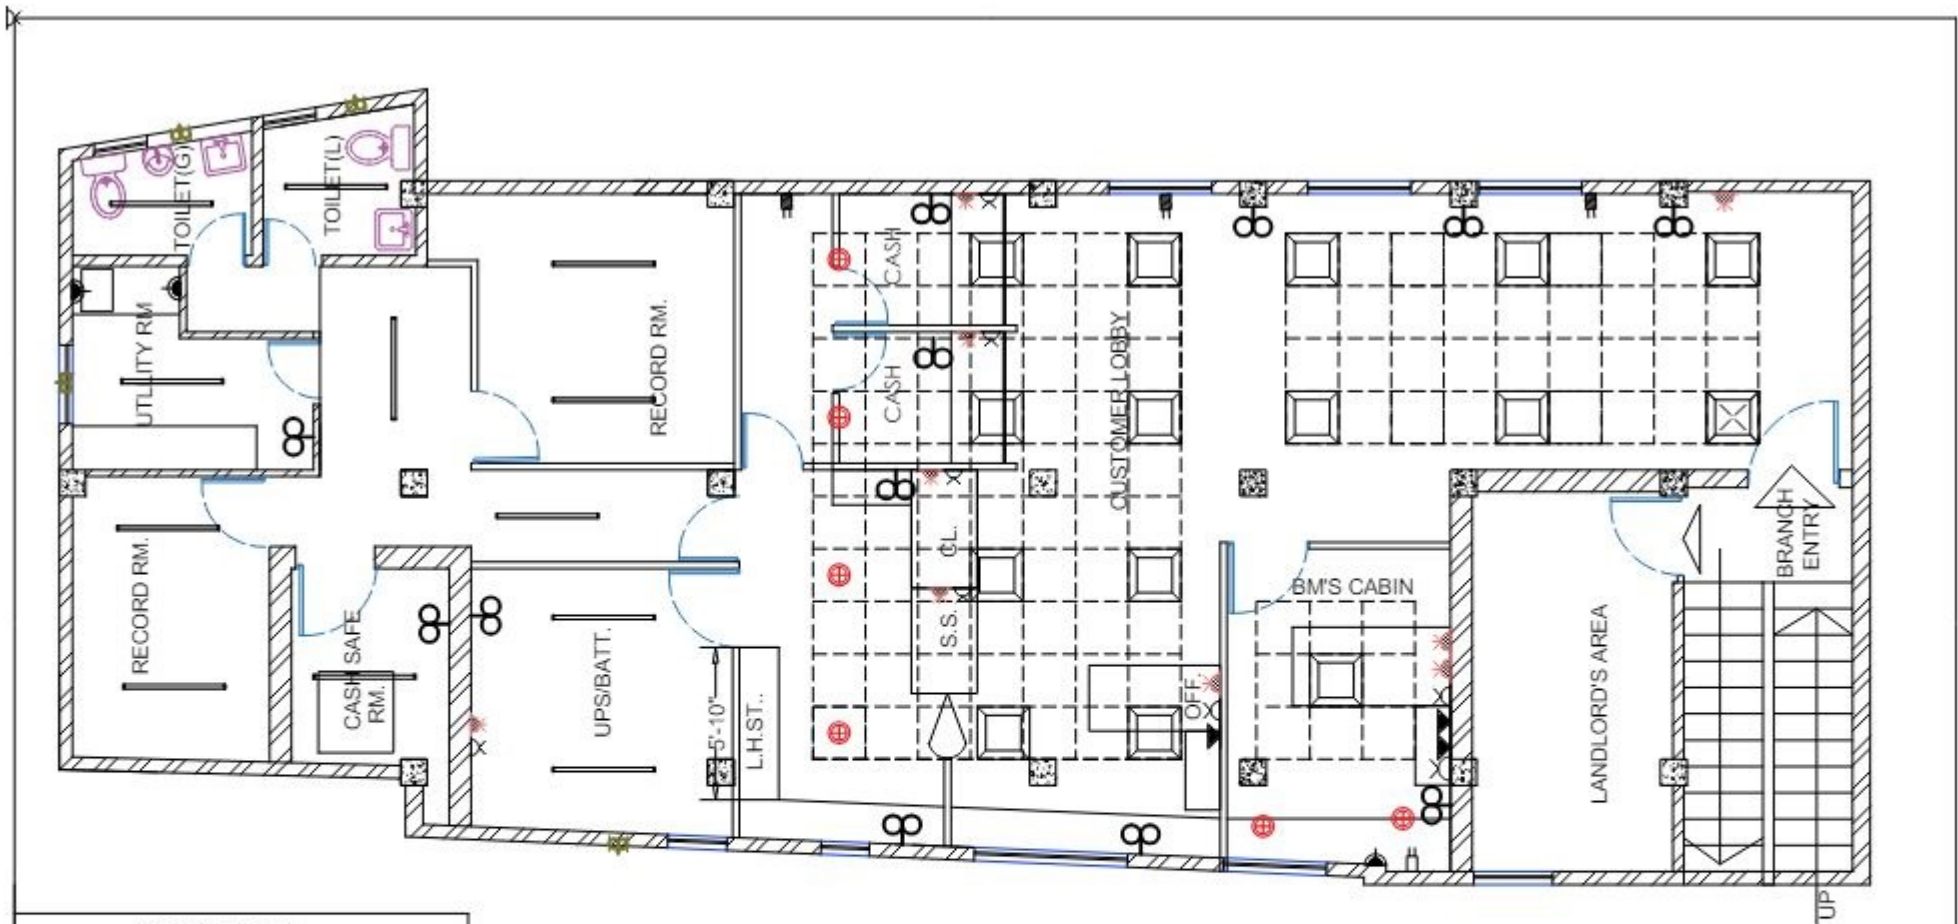 TOILET(G)
TOILET(L)
UTLLITY RM
RECORD RM.
CASH
CASH
CUSTOMER LOBBY
RECORD RM.
CASH SAFE
RM.
UPS/BATT.
5'-10"
L.H.ST..
CL.
S.S.
OFF.
BM'S CABIN
LANDLORD'S AREA
BRANCH
ENTRY
UP